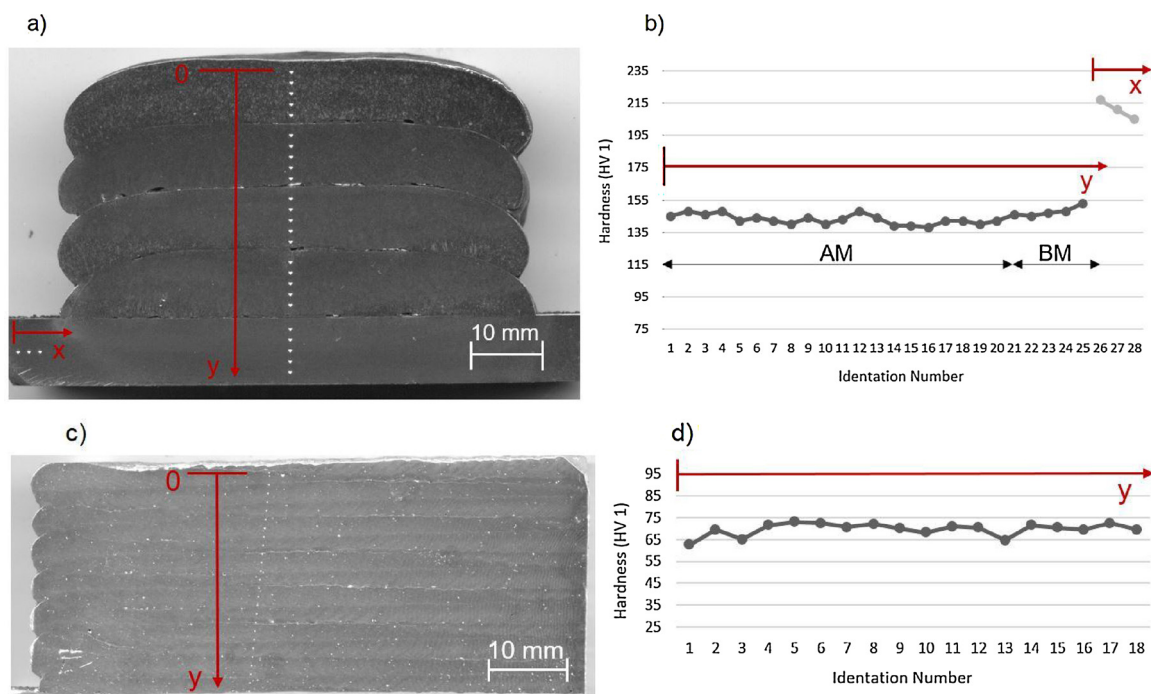 a)
0
x
y
10 mm
b)
Hardness (HV 1)
235
215
195
175
155
135
115
95
75
x
y
AM
BM
1 2 3 4 5 6 7 8 9 10 11 12 13 14 15 16 17 18 19 20 21 22 23 24 25 26 27 28
Identation Number
c)
0
y
10 mm
d)
Hardness (HV 1)
95
85
75
65
55
45
35
25
y
1 2 3 4 5 6 7 8 9 10 11 12 13 14 15 16 17 18
Identation Number